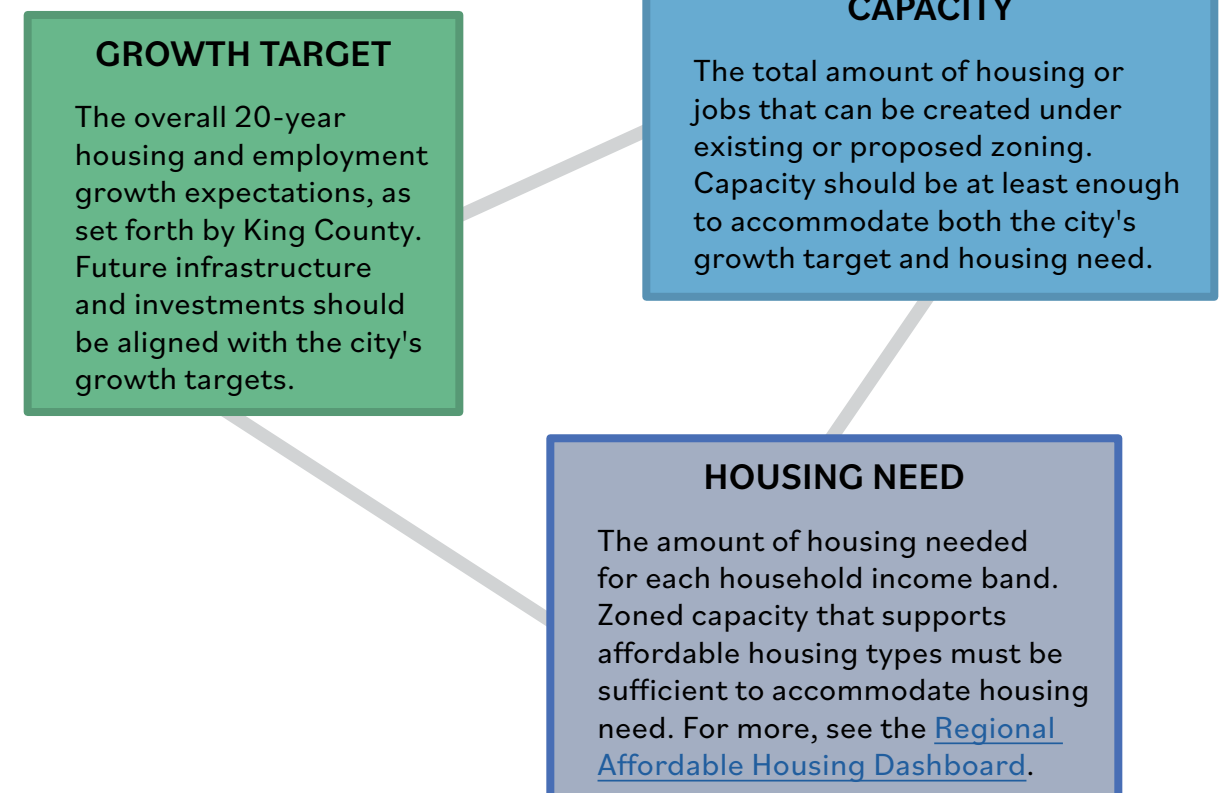 GROWTH TARGET
The overall 20-year
housing and employment
growth expectations, as
set forth by King County.
Future infrastructure
and investments should
be aligned with the city's
growth targets.
CAPACITY
The total amount of housing or
jobs that can be created under
existing or proposed zoning.
Capacity should be at least enough
to accommodate both the city's
growth target and housing need.
HOUSING NEED
The amount of housing needed
for each household income band.
Zoned capacity that supports
affordable housing types must be
sufficient to accommodate housing
need. For more, see the Regional
Affordable Housing Dashboard.